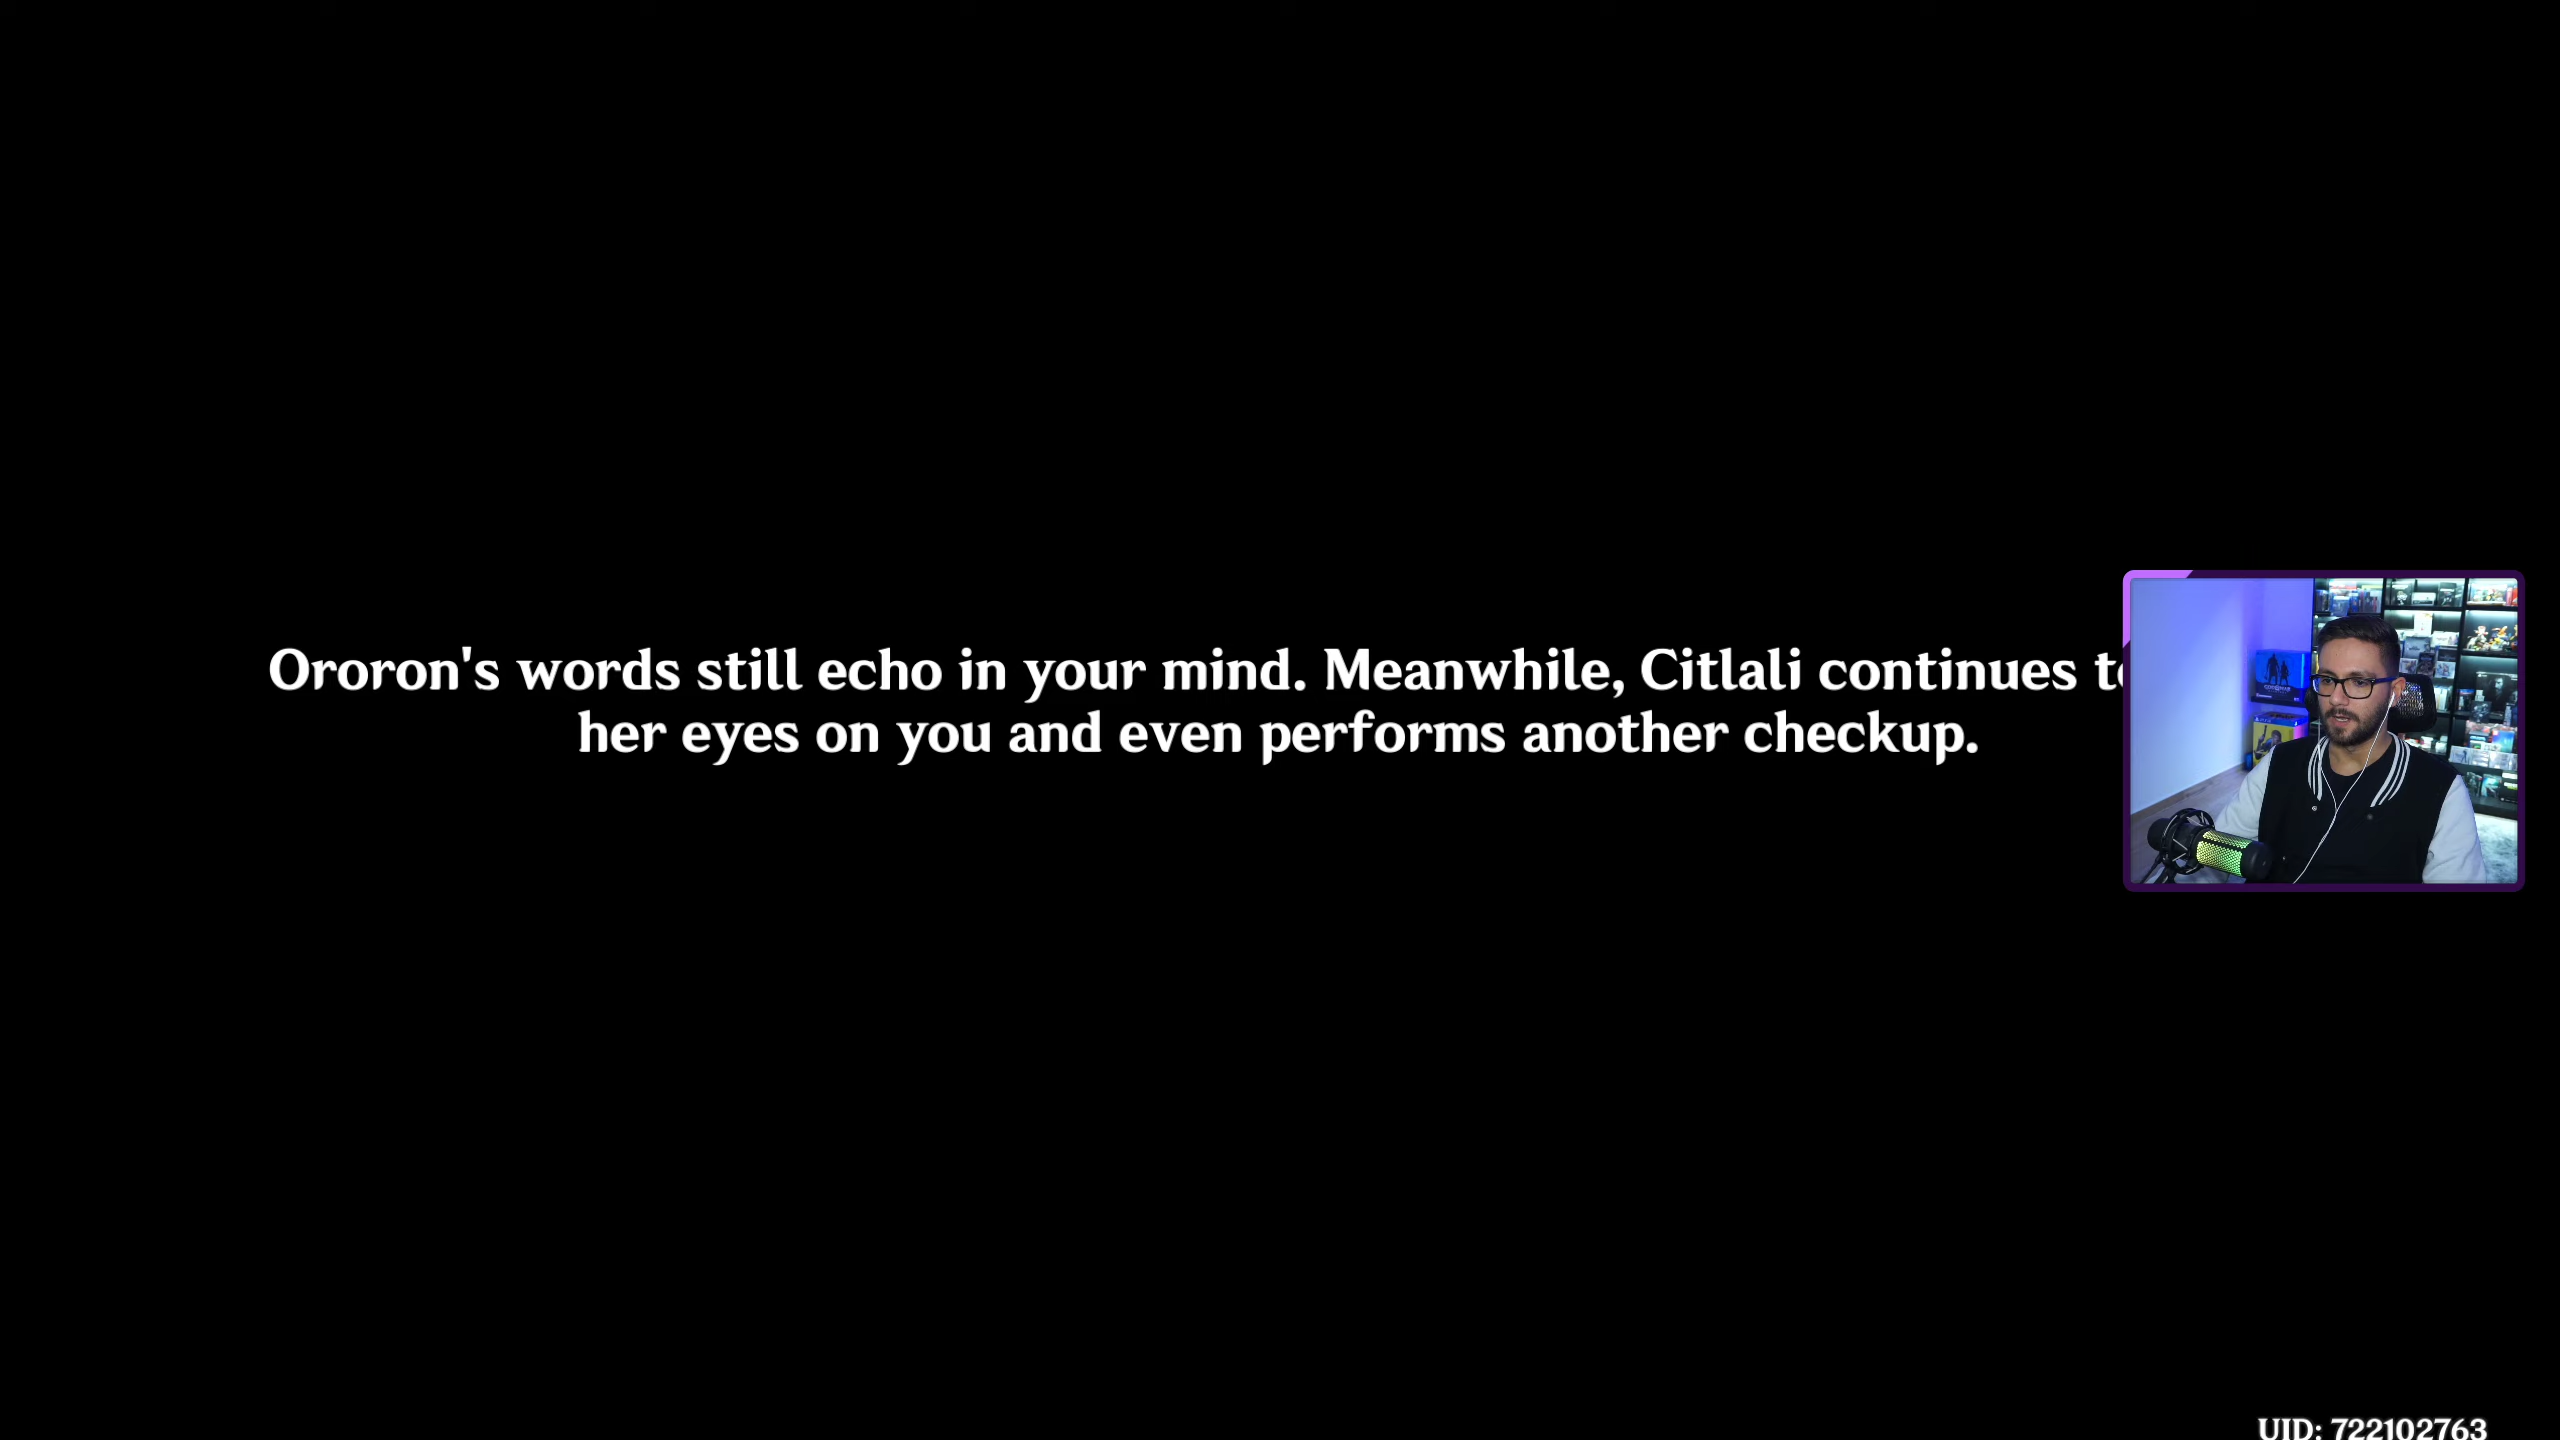 Ororon's words still echo in your mind. Meanwhile, Citlali continues
her eyes on you and even performs another checkup.
UID: 722102763